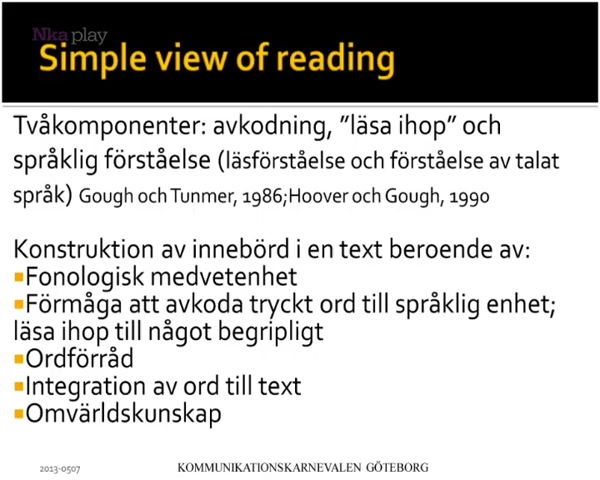 Nka play
Simple view of reading
Tvåkomponenter: avkodning, ”läsa ihop” och
språklig förståelse (läsförståelse och förståelse av talat
språk) Gough och Tunmer, 1986;Hoover och Gough, 1990
Konstruktion av innebörd i en text beroende av:
▪Fonologisk medvetenhet
▪Förmåga att avkoda tryckt ord till språklig enhet;
läsa ihop till något begripligt
▪Ordförråd
▪Integration av ord till text
▪Omvärldskunskap
2013-0507 KOMMUNIKATIONSKARNEVALEN GÖTEBORG